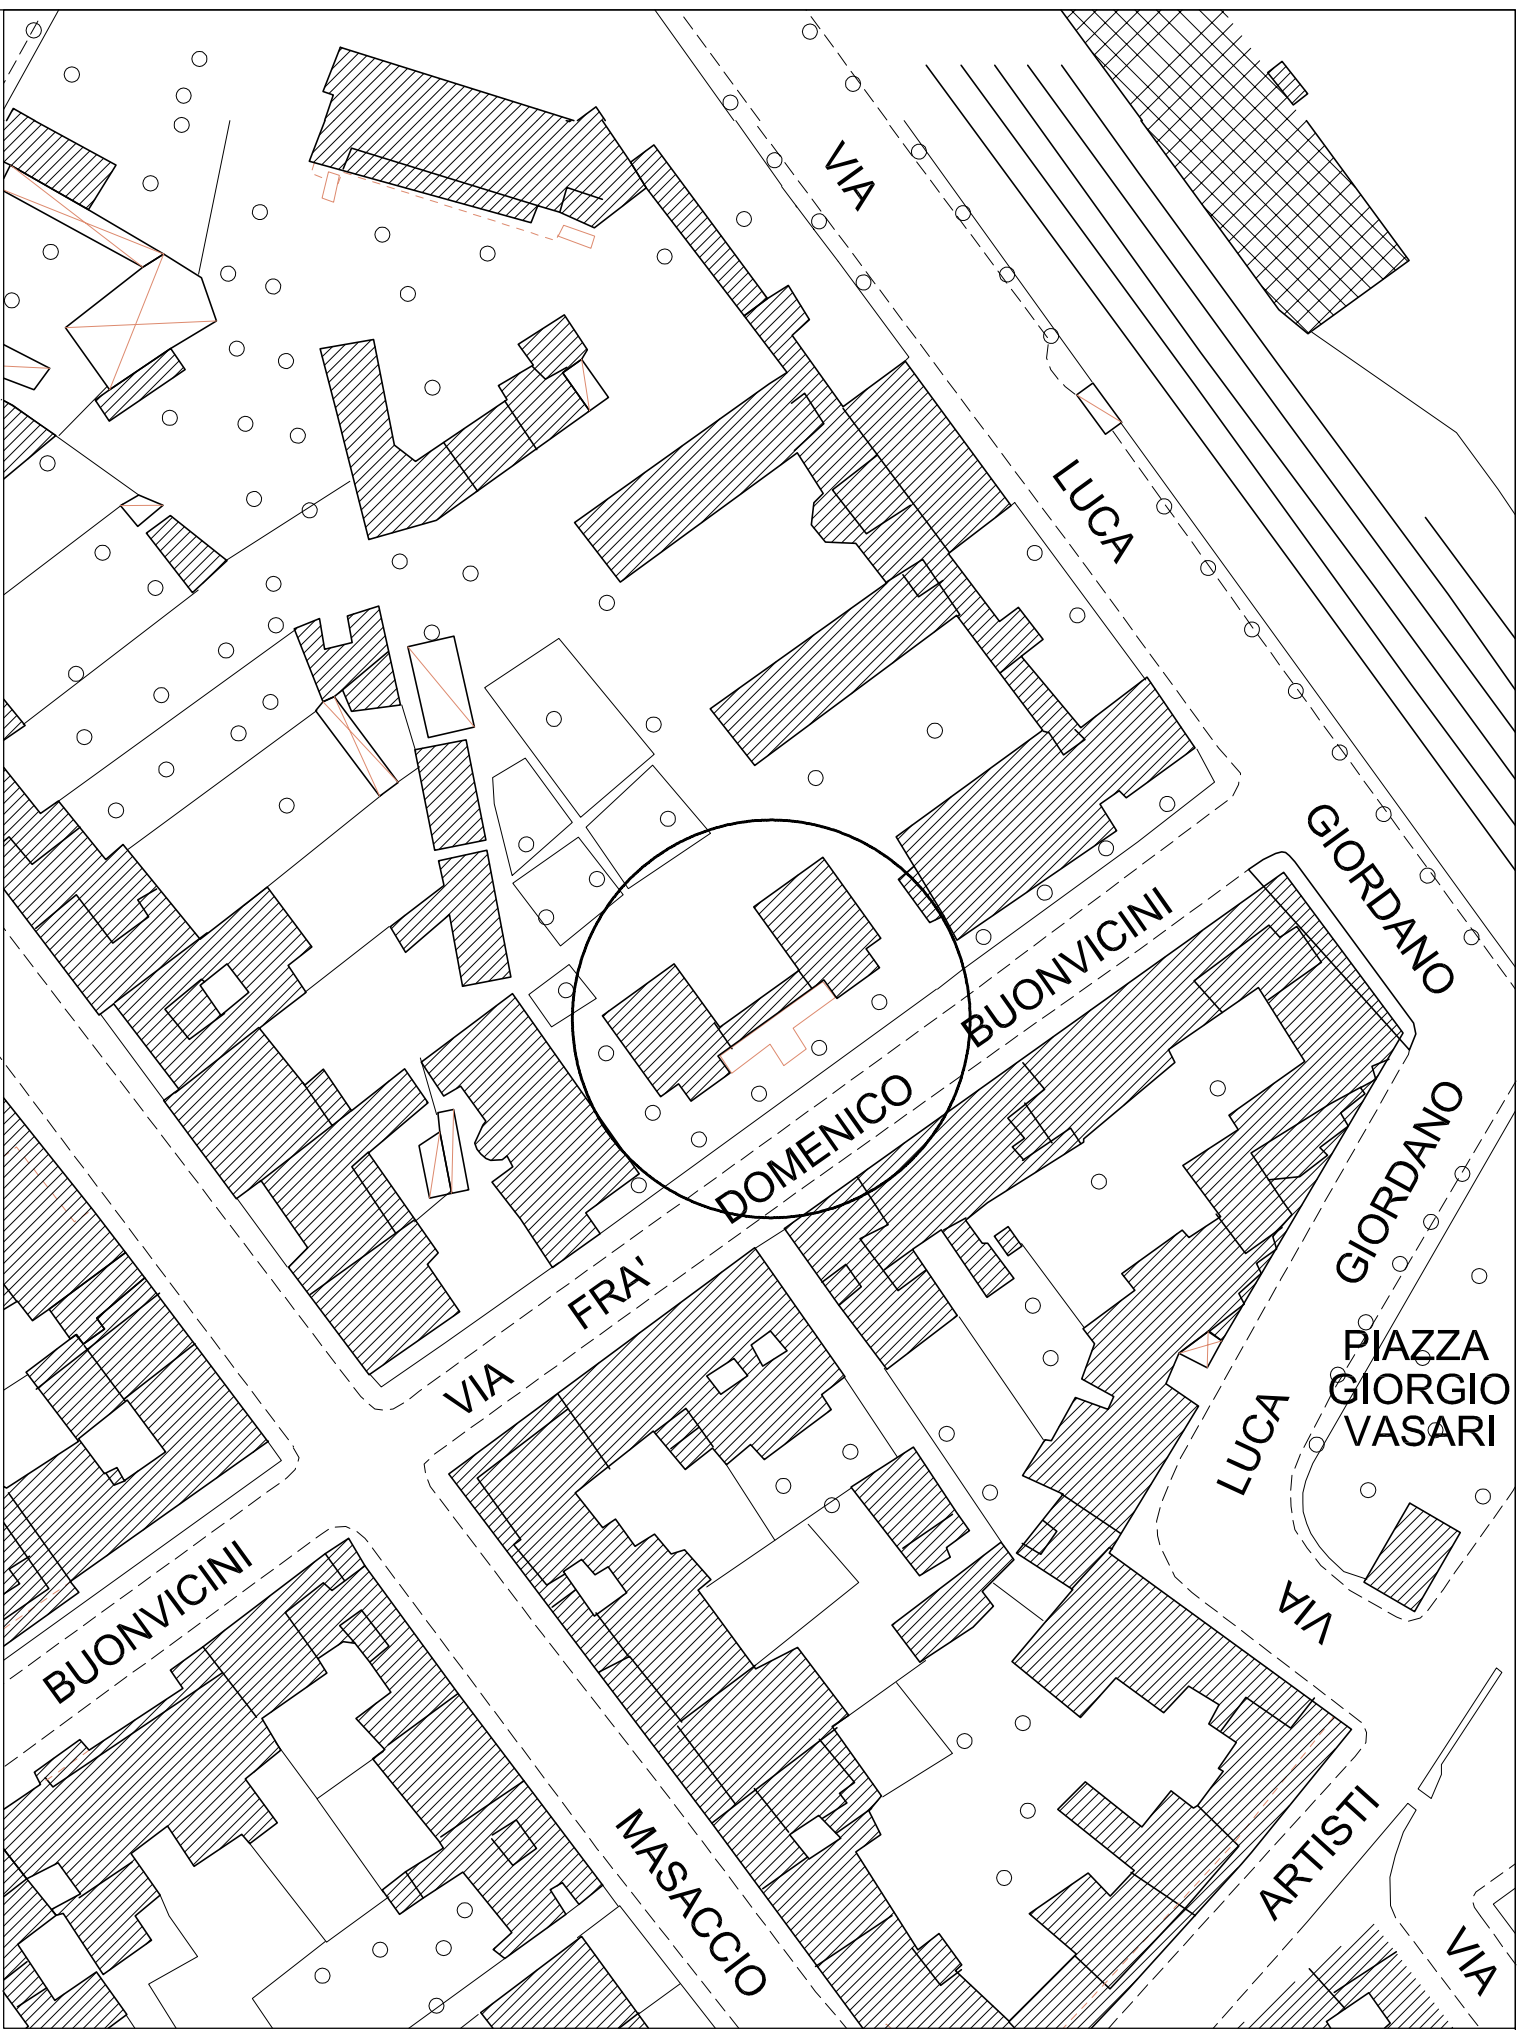 VIA
LUCA
GIORDANO
BUONVICINI
DOMENICO
FRA'
VIA
GIORDANO
LUCA
VIA
PIAZZA
GIORGIO
VASARI
BUONVICINI
MASACCIO
ARTISTI
VIA